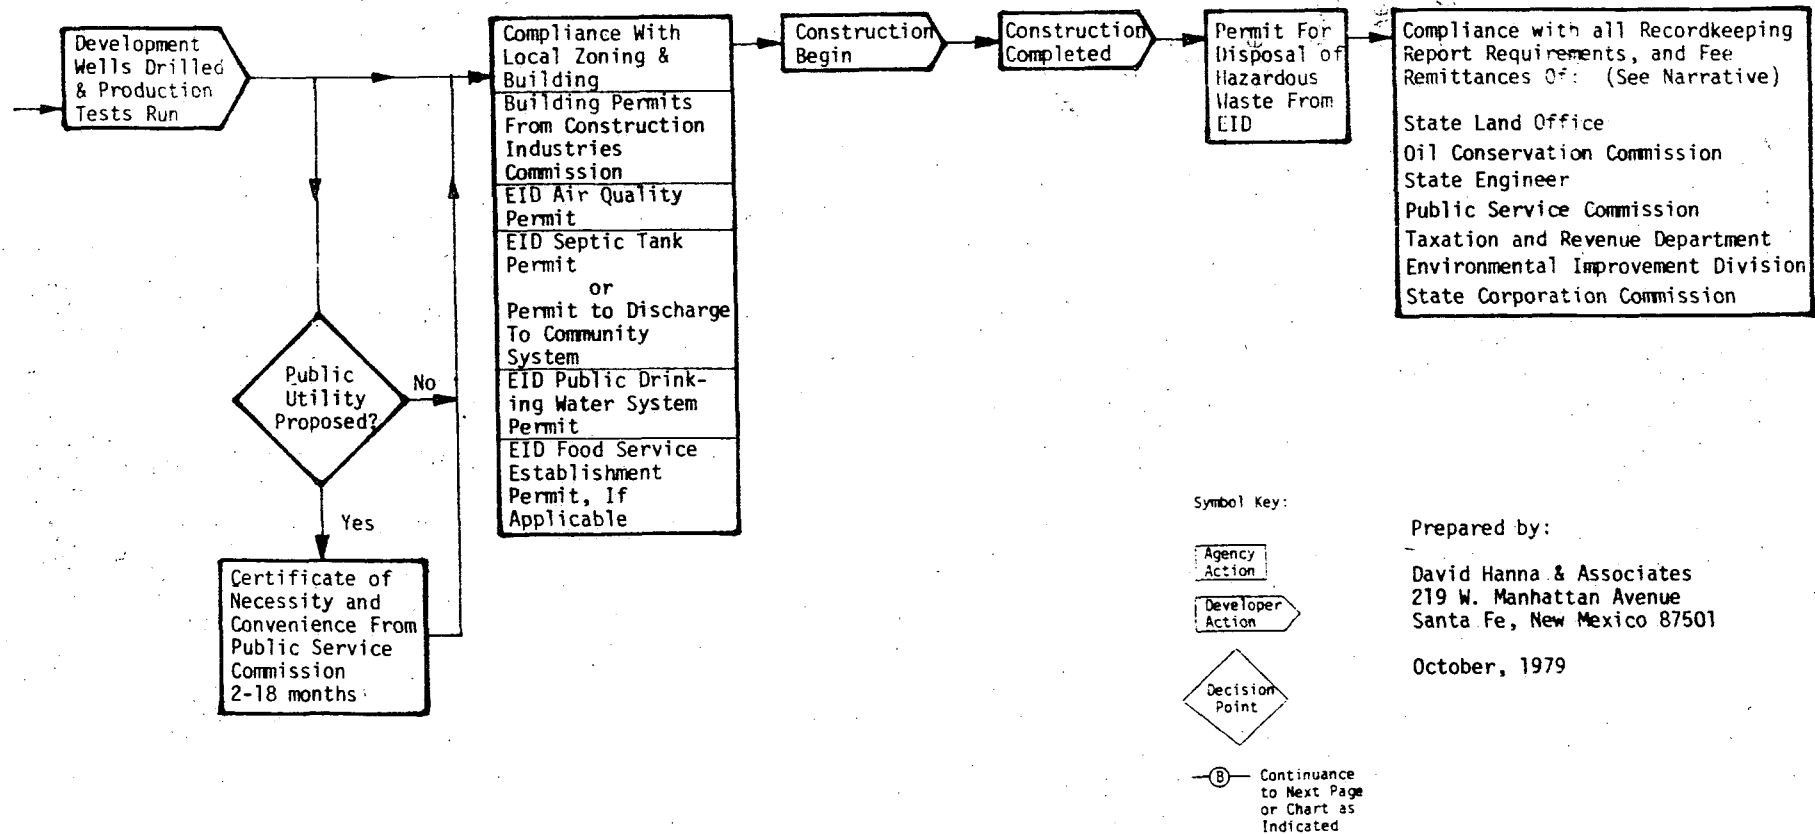 Development
Wells Drilled
& Production
Tests Run
Public
Utility
Proposed?
No
Yes
Certificate of
Necessity and
Convenience From
Public Service
Commission
2-18 months
Compliance With
Local Zoning &
Building
Building Permits
From Construction
Industries
Commission
EID Air Quality
Permit
EID Septic Tank
Permit
or
Permit to Discharge
To Community
System
EID Public Drink-
ing Water System
Permit
EID Food Service
Establishment
Permit, If
Applicable
Construction
Begin
Construction
Completed
Permit For
Disposal of
Hazardous
Waste From
EID
Compliance with all Recordkeeping
Report Requirements, and Fee
Remittances Of: (See Narrative)
State Land Office
Oil Conservation Commission
State Engineer
Public Service Commission
Taxation and Revenue Department
Environmental Improvement Division
State Corporation Commission
Symbol Key:
Agency
Action
Developer
Action
Decision
Point
B
Continuance
to Next Page
or Chart as
Indicated
Prepared by:
David Hanna & Associates
219 W. Manhattan Avenue
Santa Fe, New Mexico 87501
October, 1979